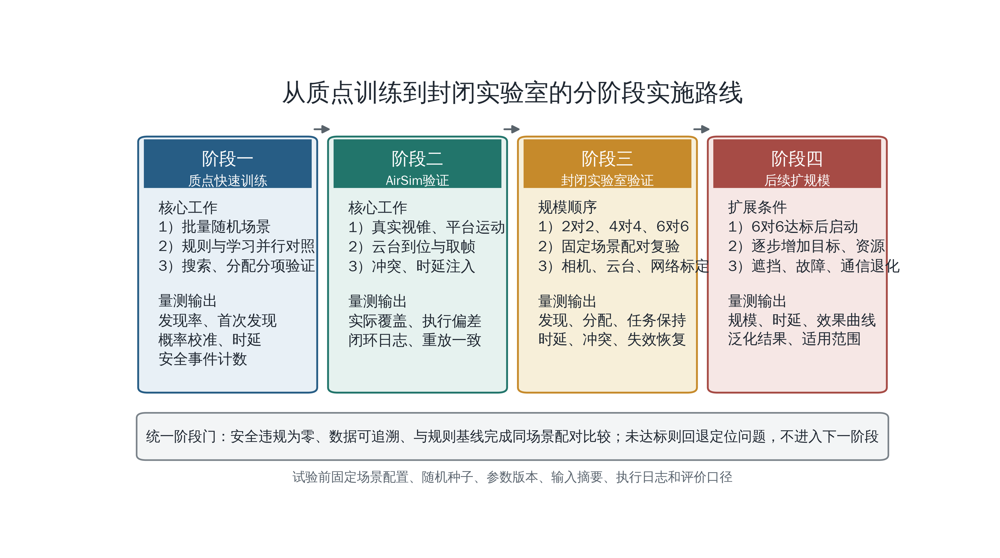 从质点训练到封闭实验室的分阶段实施路线
阶段一
质点快速训练
核心工作
1）批量随机场景
2）规则与学习并行对照
3）搜索、分配分项验证
量测输出
发现率、首次发现
概率校准、时延
安全事件计数
阶段二
AirSim验证
核心工作
1）真实视锥、平台运动
2）云台到位与取帧
3）冲突、时延注入
量测输出
实际覆盖、执行偏差
闭环日志、重放一致
阶段三
封闭实验室验证
规模顺序
1）2对2、4对4、6对6
2）固定场景配对复验
3）相机、云台、网络标定
量测输出
发现、分配、任务保持
时延、冲突、失效恢复
阶段四
后续扩规模
扩展条件
1）6对6达标后启动
2）逐步增加目标、资源
3）遮挡、故障、通信退化
量测输出
规模、时延、效果曲线
泛化结果、适用范围
统一阶段门：安全违规为零、数据可追溯、与规则基线完成同场景配对比较；未达标则回退定位问题，不进入下一阶段
试验前固定场景配置、随机种子、参数版本、输入摘要、执行日志和评价口径